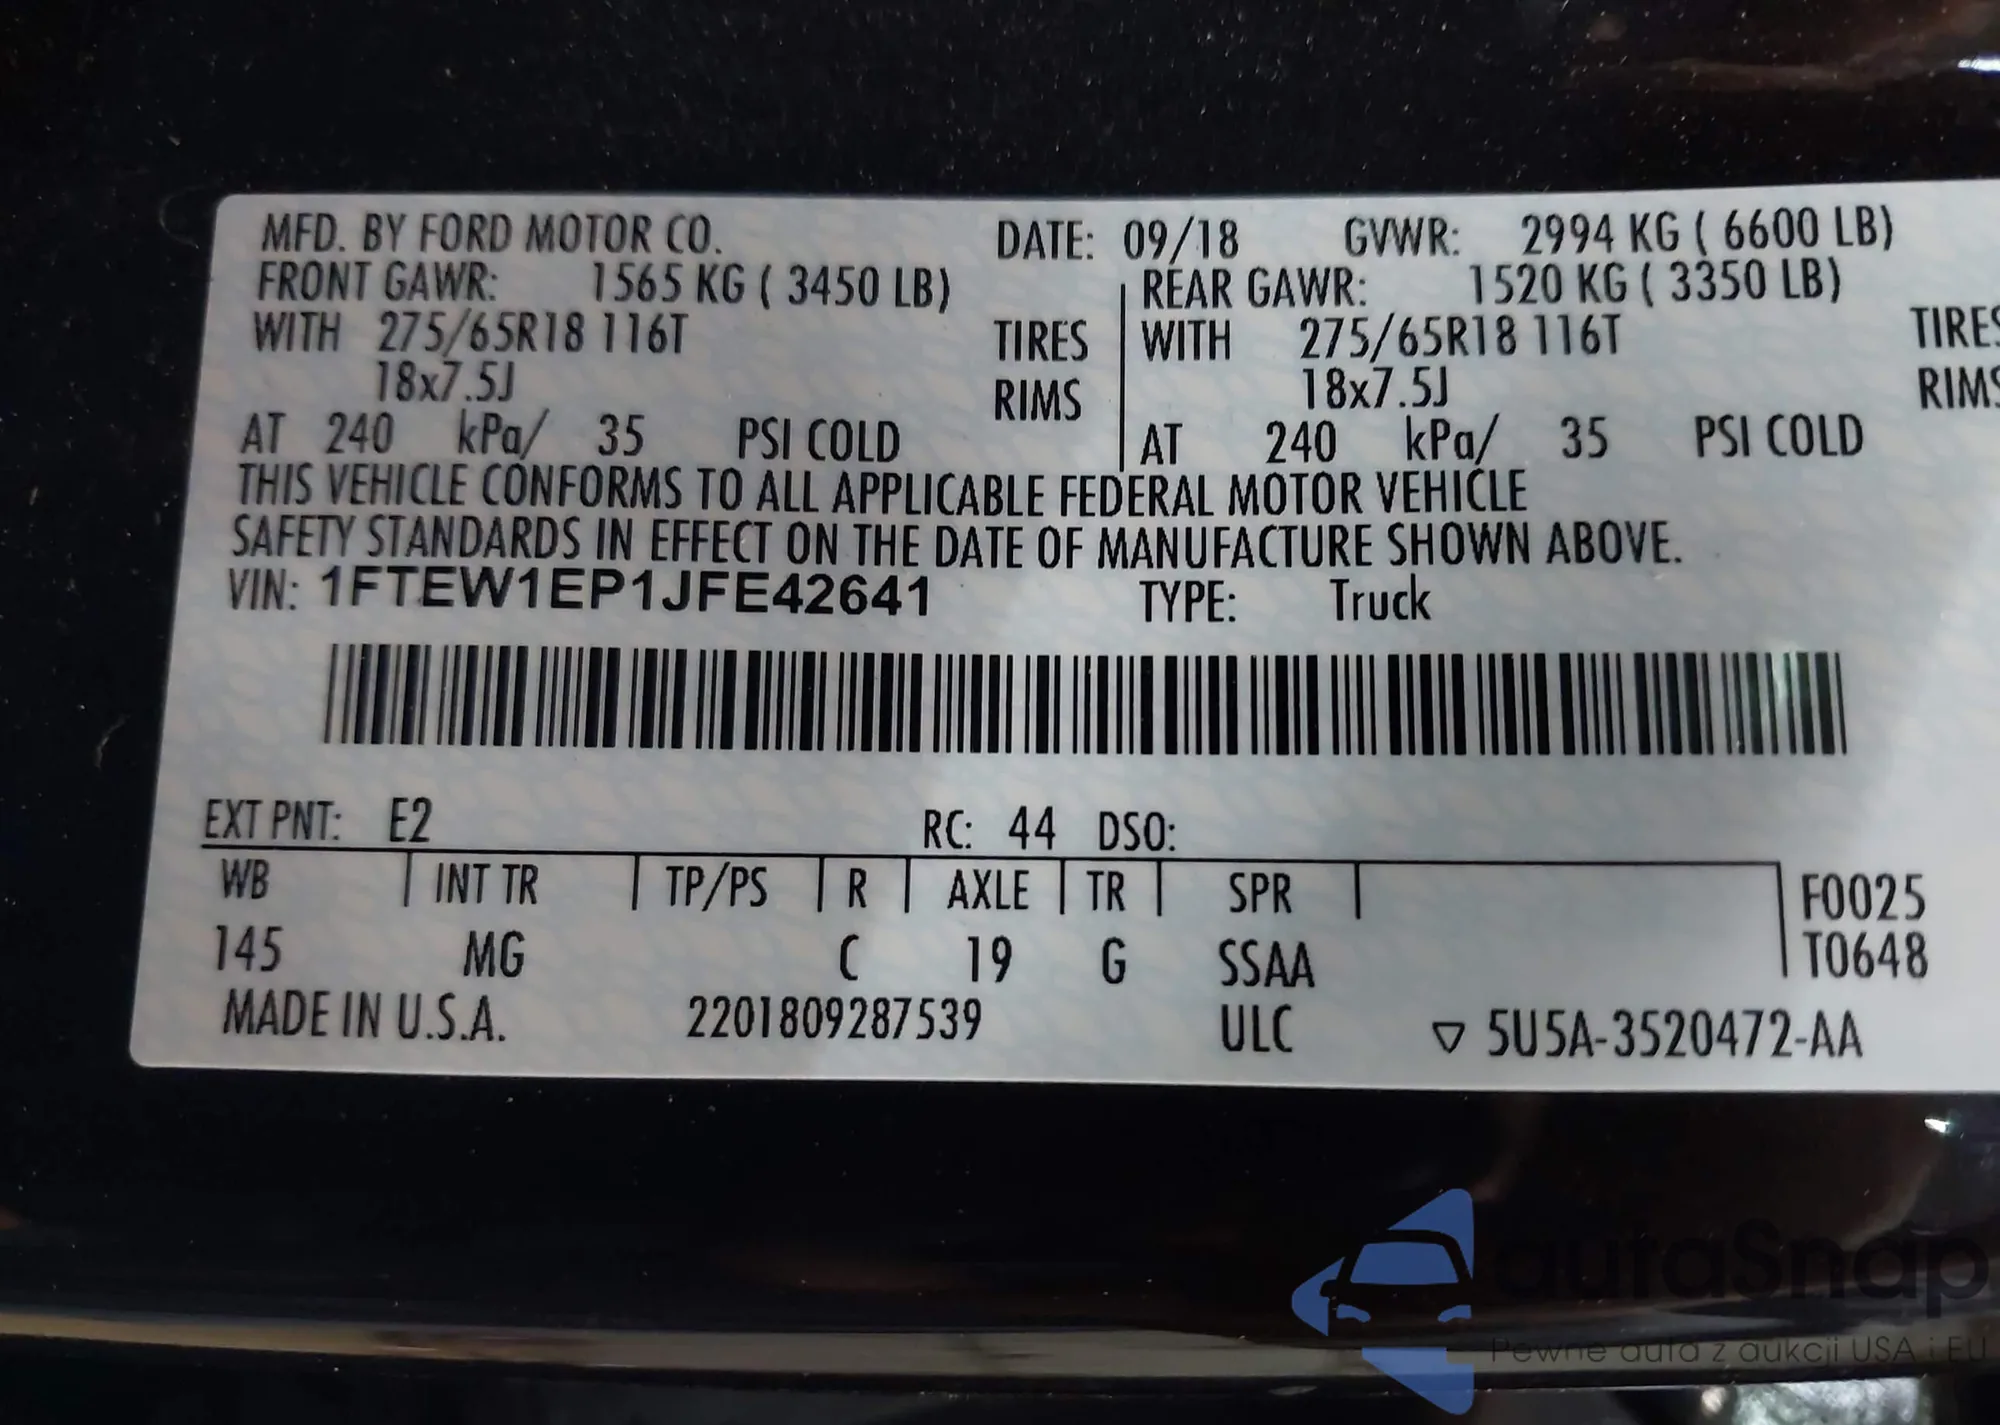 MFD. BY FORD MOTOR CO. DATE: 09/18 GVWR: 2994 KG ( 6600 LB)
FRONT GAWR: 1565 KG ( 3450 LB) REAR GAWR: 1520 KG ( 3350 LB)
WITH 275/65R18 116T TIRES WITH 275/65R18 116T TIRES
18x7.5J RIMS 18x7.5J RIMS
AT 240 kPa/ 35 PSI COLD AT 240 kPa/ 35 PSI COLD
THIS VEHICLE CONFORMS TO ALL APPLICABLE FEDERAL MOTOR VEHICLE
SAFETY STANDARDS IN EFFECT ON THE DATE OF MANUFACTURE SHOWN ABOVE.
VIN: 1FTEW1EP1JFE42641 TYPE: Truck
EXT PNT: E2 RC: 44 DSO:
WB INT TR TP/PS R AXLE TR SPR F0025
145 MG C 19 G SSAA T0648
MADE IN U.S.A. 2201809287539 ULC ▽ 5U5A-3520472-AA
autaSnap
Pewne auta z aukcji USA i EU